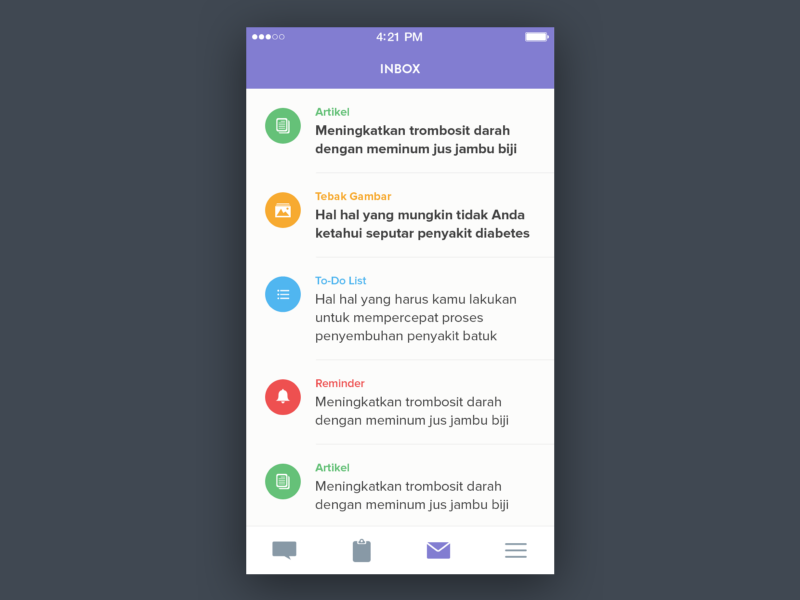 4:21 PM
INBOX
Artikel
Meningkatkan trombosit darah
dengan meminum jus jambu biji
Tebak Gambar
Hal hal yang mungkin tidak Anda
ketahui seputar penyakit diabetes
To-Do List
Hal hal yang harus kamu lakukan
untuk mempercepat proses
penyembuhan penyakit batuk
Reminder
Meningkatkan trombosit darah
dengan meminum jus jambu biji
Artikel
Meningkatkan trombosit darah
dengan meminum jus jambu biji